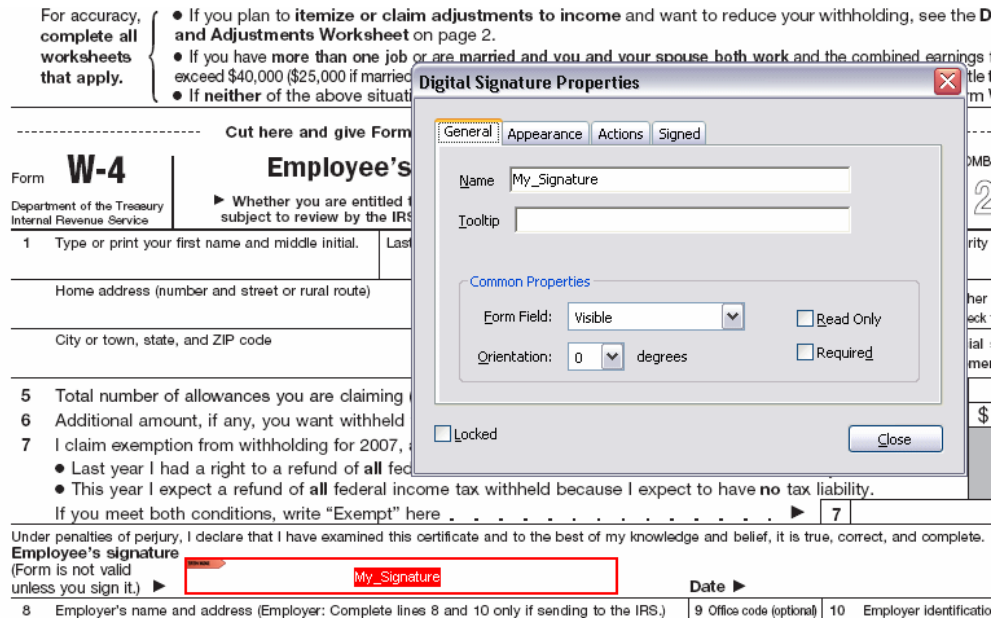 For accuracy, complete all worksheets that apply.
• If you plan to itemize or claim adjustments to income and want to reduce your withholding, see the
and Adjustments Worksheet on page 2.
• If you have more than one job or are married and you and your spouse both work and the combined earnings
exceed $40,000 ($25,000 if married
• If neither of the above
Cut here and give Form
Form W-4
Department of the Treasury
Internal Revenue Service
Employee's
► Whether you are entitled
subject to review by the IRS
1 Type or print your first name and middle initial.
Last
Home address (number and street or rural route)
City or town, state, and ZIP code
5 Total number of allowances you are claiming
6 Additional amount, if any, you want withheld
$
7 I claim exemption from withholding for 2007,
• Last year I had a right to a refund of all
• This year I expect a refund of all federal income tax withheld because I expect to have no tax liability.
If you meet both conditions, write “Exempt” here . . . . . . . . . . . . ► 7
Digital Signature Properties
General Appearance Actions Signed
Name My_Signature
Tooltip
Common Properties
Form Field: Visible
Read Only
Orientation: 0 degrees
Required
Locked
Close
Under penalties of perjury, I declare that I have examined this certificate and to the best of my knowledge and belief, it is true, correct, and complete.
Employee's signature
(Form is not valid
unless you sign it.) ►
My_Signature
Date ►
8 Employer's name and address (Employer: Complete lines 8 and 10 only if sending to the IRS.)
9 Office code (optional)
10 Employer